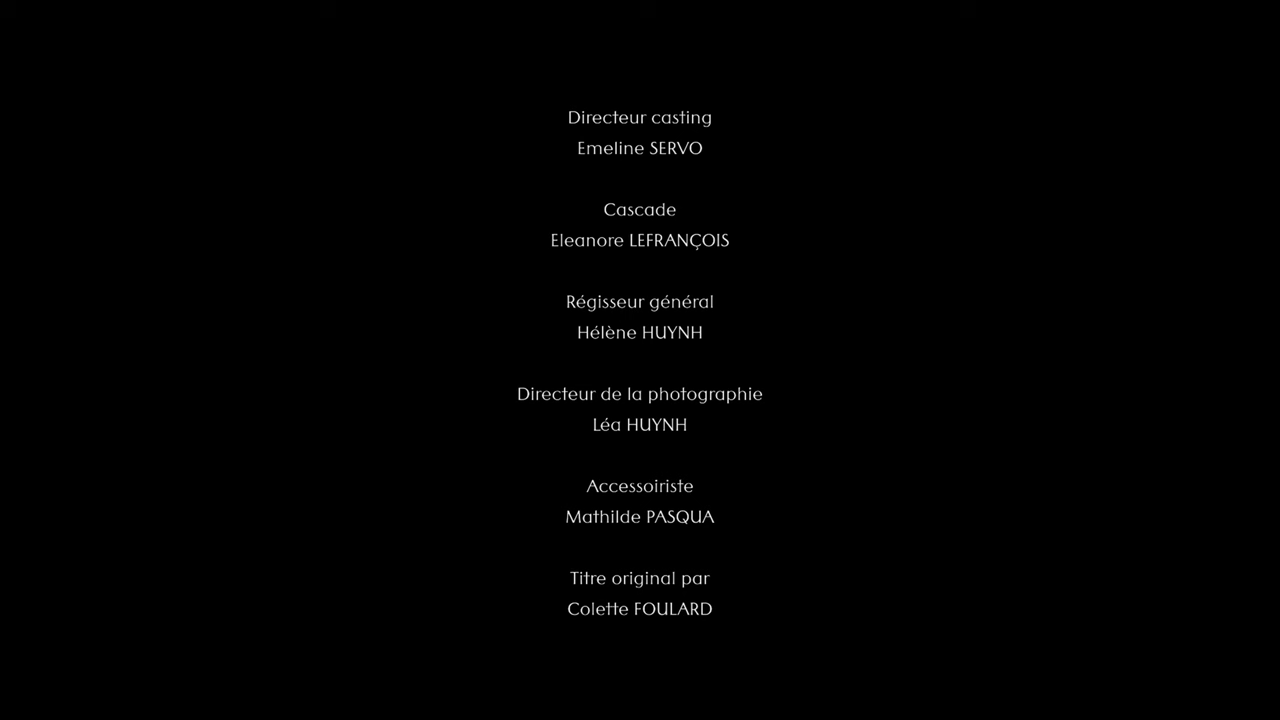 Directeur casting
Emeline SERVO
Cascade
Eleanore LEFRANÇOIS
Régisseur général
Hélène HUYNH
Directeur de la photographie
Léa HUYNH
Accessoiriste
Mathilde PASQUA
Titre original par
Colette FOULARD